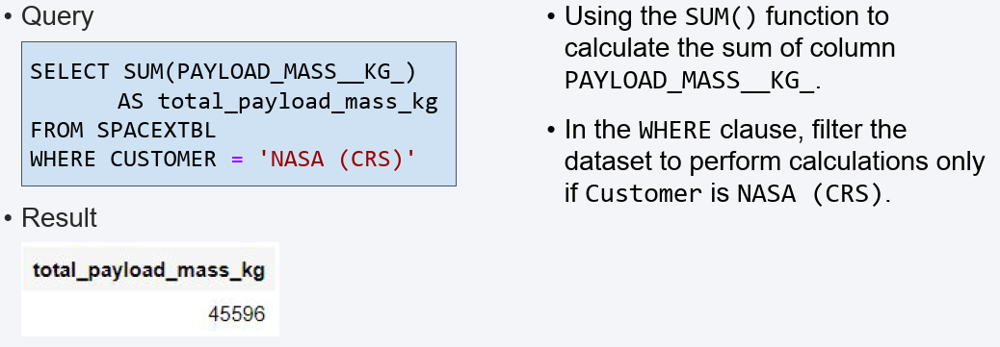 • Query
SELECT SUM(PAYLOAD_MASS__KG_)
AS total_payload_mass_kg
FROM SPACEXTBL
WHERE CUSTOMER = 'NASA (CRS)'
• Result
total_payload_mass_kg
45596
• Using the SUM() function to
calculate the sum of column
PAYLOAD_MASS__KG_.
• In the WHERE clause, filter the
dataset to perform calculations only
if Customer is NASA (CRS).